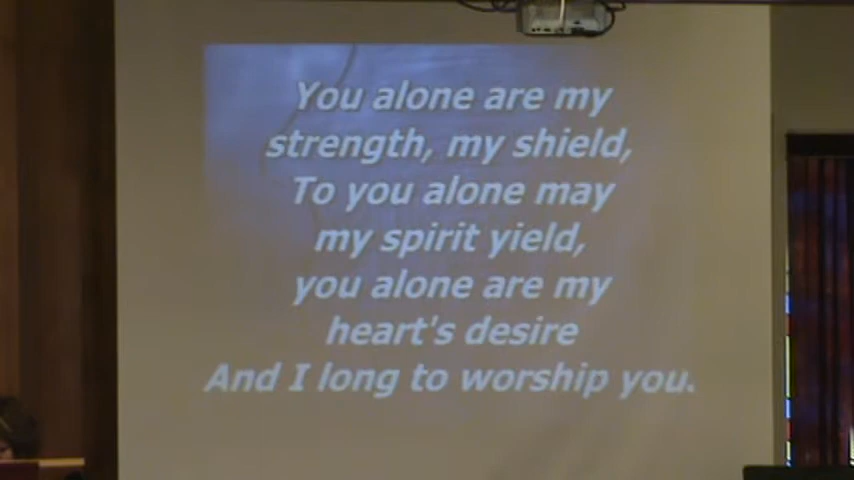 You alone are my
strength, my shield,
To you alone may
my spirit yield,
you alone are my
heart's desire
And I long to worship you.